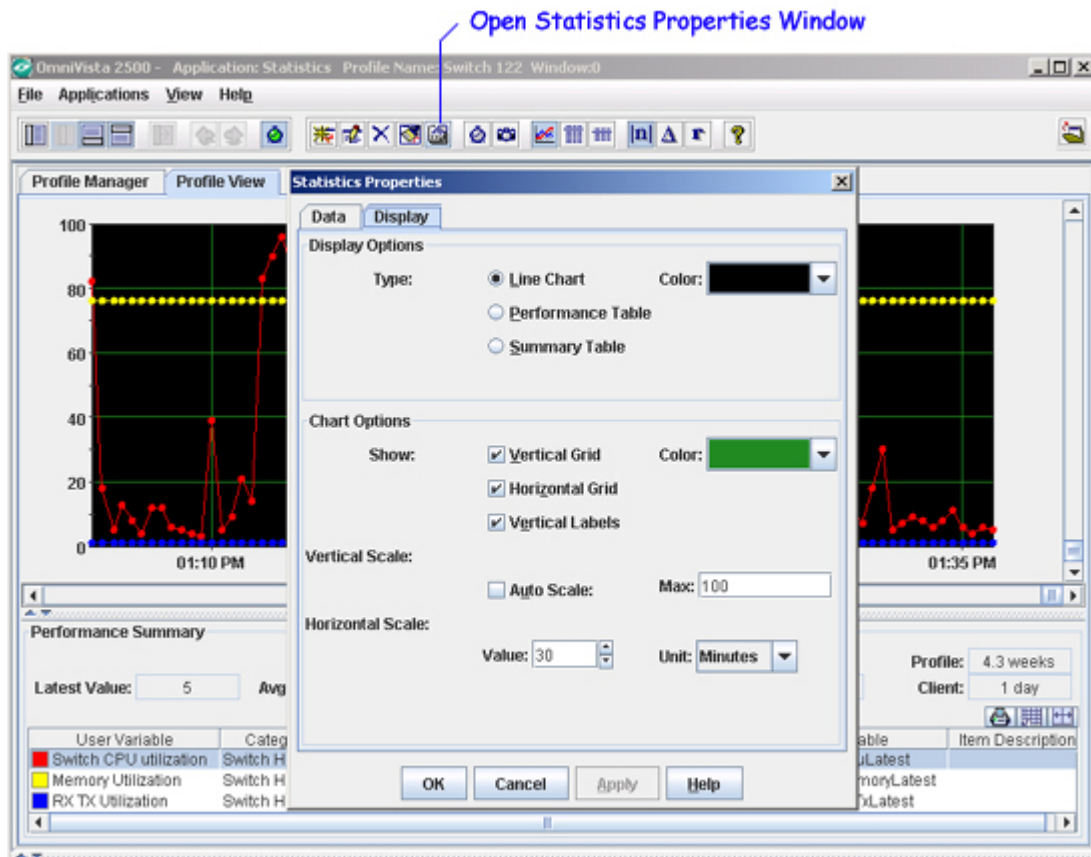 Open Statistics Properties Window
OmniVista 2500 - Application: Statistics Profile Name: Switch 122 Window:0
File Applications View Help
|n| Δ r ?
Profile Manager Profile View
Statistics Properties
Data Display
Display Options
Type: Line Chart Color:
Performance Table
Summary Table
Chart Options
Show: Vertical Grid Color:
Horizontal Grid
Vertical Labels
Vertical Scale:
Auto Scale: Max: 100
Horizontal Scale:
Value: 30 Unit: Minutes
OK Cancel Apply Help
100
80
60
40
20
0
01:10 PM 01:35 PM
Performance Summary
Profile: 4.3 weeks
Latest Value: 5 Avg Client: 1 day
User Variable Categ able Item Description
Switch CPU utilization Switch H uLatest
Memory Utilization Switch H moryLatest
RX TX Utilization Switch H xLatest